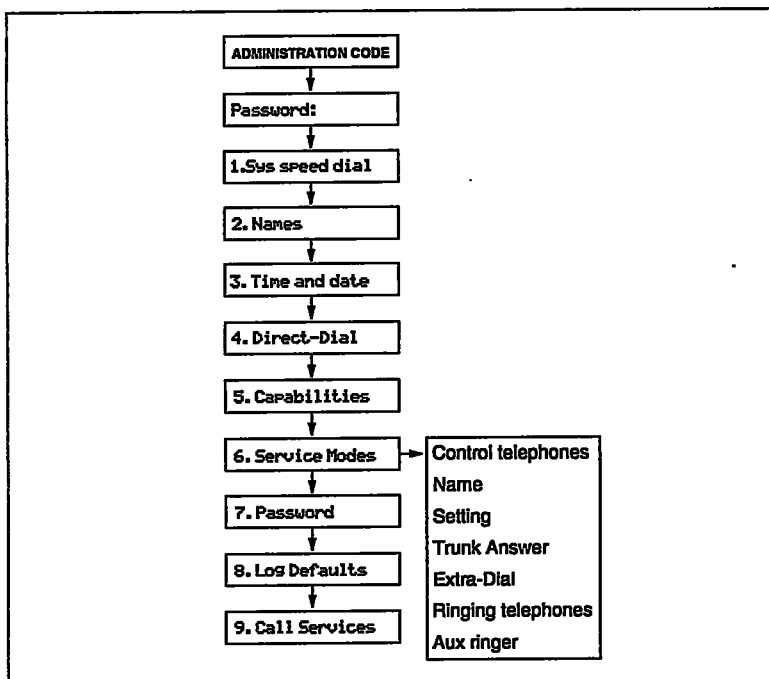 ADMINISTRATION CODE
Password:
1.Sys speed dial
2.Names
3.Time and date
4.Direct-Dial
5.Capabilities
6.Service Modes
Control telephones
Name
Setting
Trunk Answer
Extra-Dial
Ringing telephones
Aux ringer
7.Password
8.Log Defaults
9.Call Services